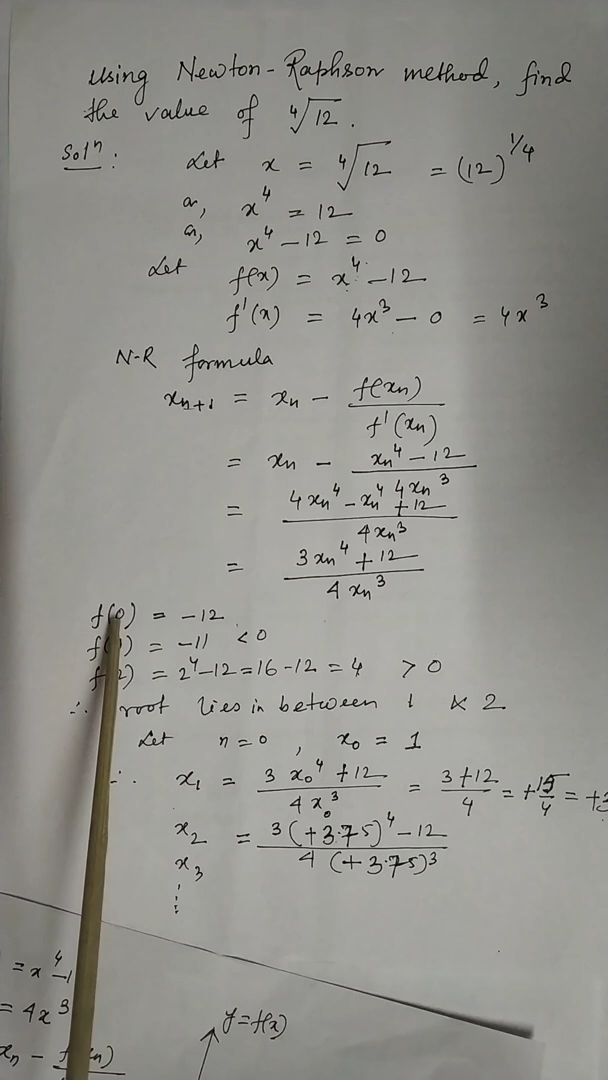 Using Newton-Raphson method, find
the value of ∜12.
Solⁿ: Let x = ∜12 = (12)^1/4
or, x⁴ = 12
or, x⁴ - 12 = 0
Let f(x) = x⁴ - 12
f'(x) = 4x³ - 0 = 4x³
N-R formula
xₙ₊₁ = xₙ - f(xₙ) / f'(xₙ)
= xₙ - (xₙ⁴ - 12) / 4xₙ³
= (4xₙ⁴ - xₙ⁴ + 12) / 4xₙ³
= (3xₙ⁴ + 12) / 4xₙ³
f(0) = -12
f(1) = -11 < 0
f(2) = 2⁴-12 = 16-12 = 4 > 0
∴ root lies in between 1 & 2
Let n=0, x₀ = 1
∴ x₁ = (3x₀⁴ + 12) / 4x₀³ = (3+12) / 4 = +15/4 = +3
x₂ = (3(+3.75)⁴ - 12) / 4(+3.75)³
x₃
⋮
= x⁴ - 1
= 4x³
xₙ -
y=f(x)